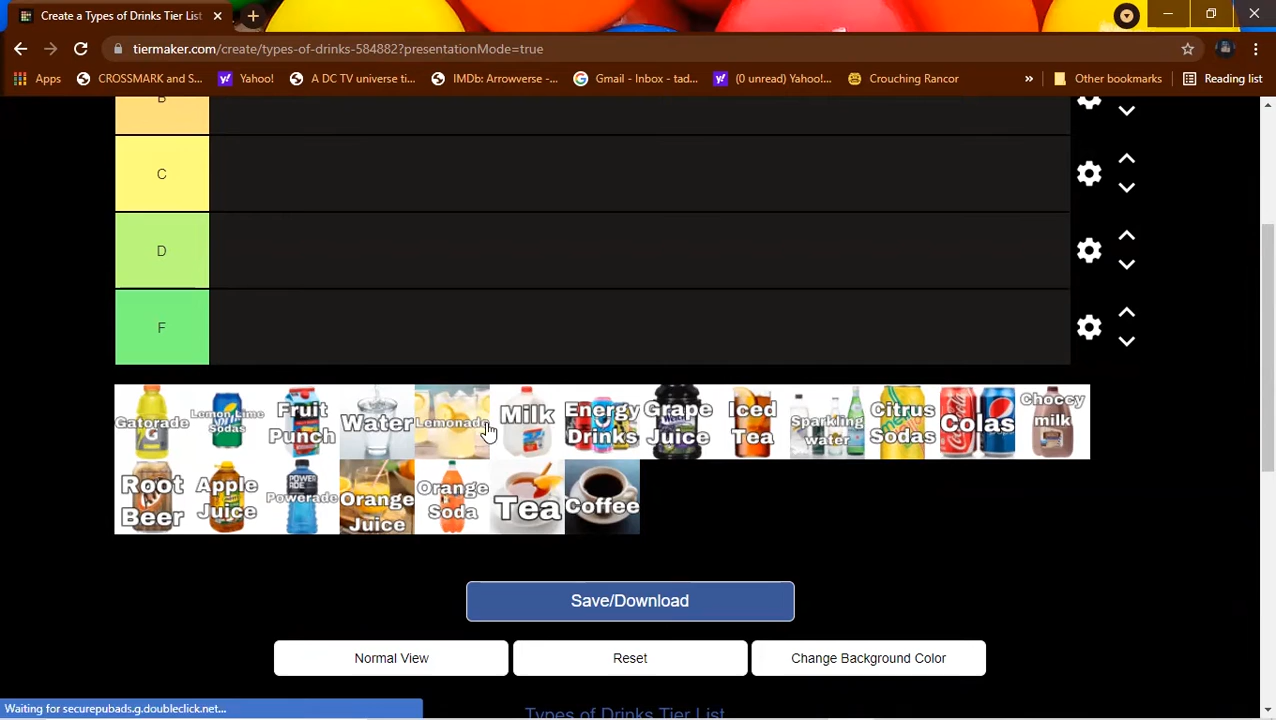 Create a Types of Drinks Tier List
tiermaker.com/create/types-of-drinks-584882?presentationMode=true
Apps CROSSMARK and S... Yahoo! A DC TV universe ti... IMDb: Arrowverse -... Gmail - Inbox - tad... (0 unread) Yahoo!... Crouching Rancor » Other bookmarks Reading list
B
C
D
F
Gatorade
Lemon Lime Sodas
Fruit Punch
Water
Lemonade
Milk
Energy Drinks
Grape Juice
Iced Tea
Sparkling water
Citrus Sodas
Colas
Choccy milk
Root Beer
Apple Juice
Powerade
Orange Juice
Orange Soda
Tea
Coffee
Save/Download
Normal View Reset Change Background Color
Types of Drinks Tier List
Waiting for securepubads.g.doubleclick.net...